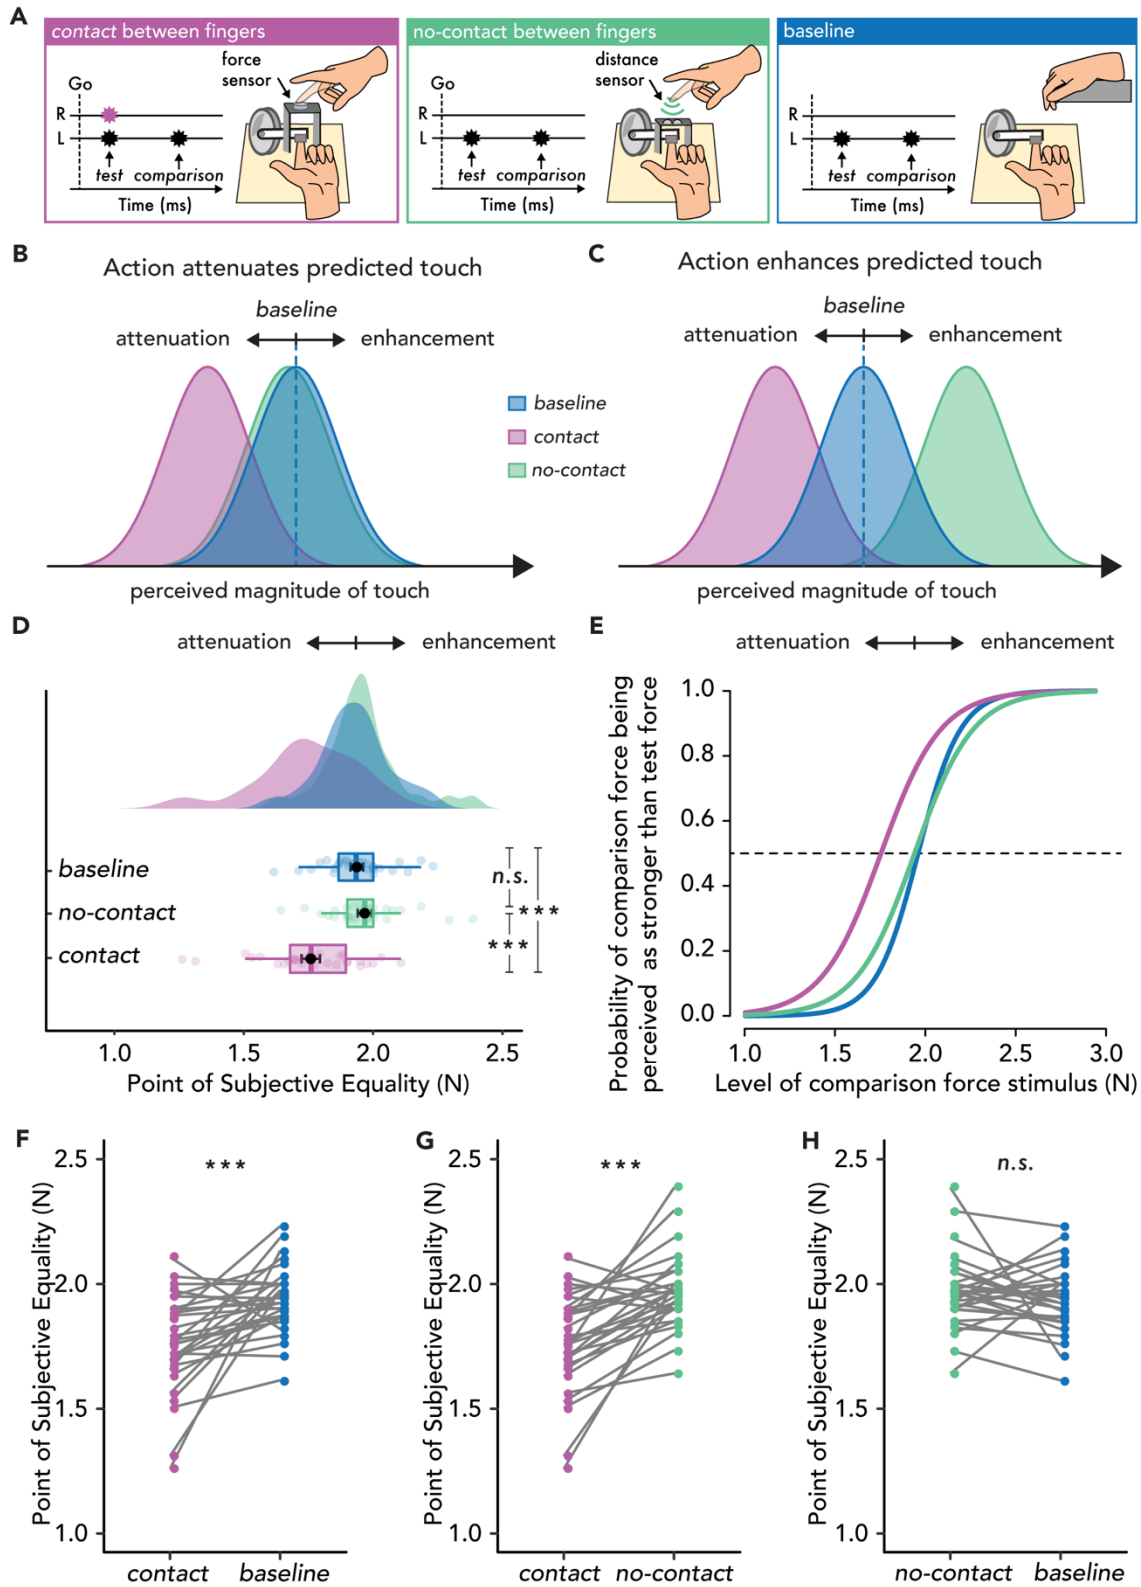 A
contact between fingers
Go
R
L
test comparison
Time (ms)
force
sensor
no-contact between fingers
Go
R
L
test comparison
Time (ms)
distance
sensor
baseline
R
L
test comparison
Time (ms)
B
Action attenuates predicted touch
baseline
attenuation enhancement
perceived magnitude of touch
baseline
contact
no-contact
C
Action enhances predicted touch
baseline
attenuation enhancement
perceived magnitude of touch
D
attenuation enhancement
baseline
no-contact
contact
n.s.
***
***
1.0 1.5 2.0 2.5
Point of Subjective Equality (N)
E
attenuation enhancement
Probability of comparison force being
perceived as stronger than test force
1.0
0.8
0.6
0.4
0.2
0.0
1.0 1.5 2.0 2.5 3.0
Level of comparison force stimulus (N)
F
***
Point of Subjective Equality (N)
2.5
2.0
1.5
1.0
contact baseline
G
***
Point of Subjective Equality (N)
2.5
2.0
1.5
1.0
contact no-contact
H
n.s.
Point of Subjective Equality (N)
2.5
2.0
1.5
1.0
no-contact baseline